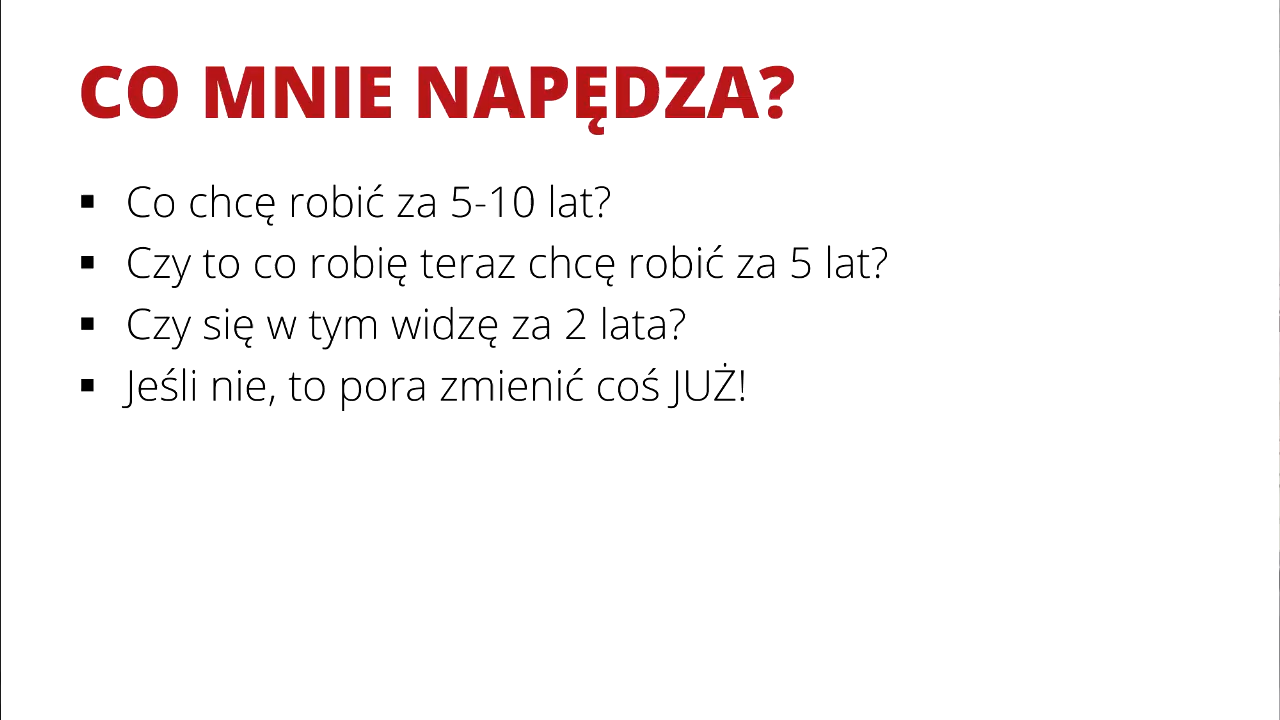 CO MNIE NAPĘDZA?
▪ Co chcę robić za 5-10 lat?
▪ Czy to co robię teraz chcę robić za 5 lat?
▪ Czy się w tym widzę za 2 lata?
▪ Jeśli nie, to pora zmienić coś JUŻ!